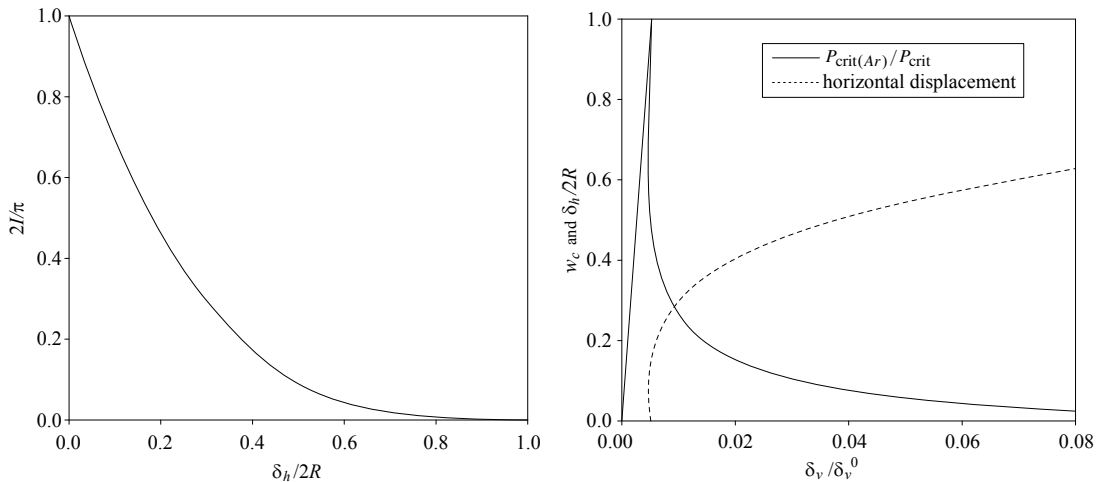 1.0
0.8
0.6
0.4
0.2
0.0
2I/π
0.0 0.2 0.4 0.6 0.8 1.0
δh/2R
1.0
0.8
0.6
0.4
0.2
0.0
wc and δh/2R
Pcrit(Ar)/Pcrit
horizontal displacement
0.00 0.02 0.04 0.06 0.08
δv/δv⁰